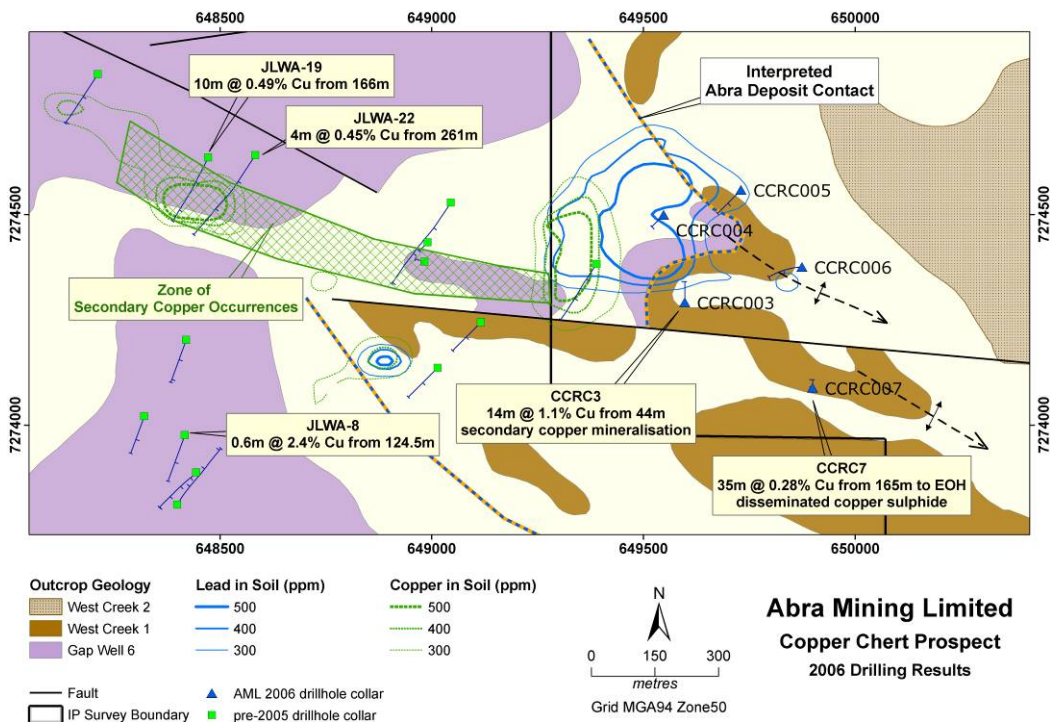 648500
649000
649500
650000
JLWA-19
10m @ 0.49% Cu from 166m
Interpreted
Abra Deposit Contact
JLWA-22
4m @ 0.45% Cu from 261m
7274500
7274500
CCRC005
CCRC004
CCRC006
Zone of
Secondary Copper Occurrences
CCRC003
CCRC007
CCRC3
14m @ 1.1% Cu from 44m
secondary copper mineralisation
7274000
7274000
JLWA-8
0.6m @ 2.4% Cu from 124.5m
CCRC7
35m @ 0.28% Cu from 165m to EOH
disseminated copper sulphide
648500
649000
649500
650000
Outcrop Geology
West Creek 2
West Creek 1
Gap Well 6
Fault
IP Survey Boundary
Lead in Soil (ppm)
500
400
300
AML 2006 drillhole collar
pre-2005 drillhole collar
Copper in Soil (ppm)
500
400
300
N
0 150 300
metres
Grid MGA94 Zone50
Abra Mining Limited
Copper Chert Prospect
2006 Drilling Results